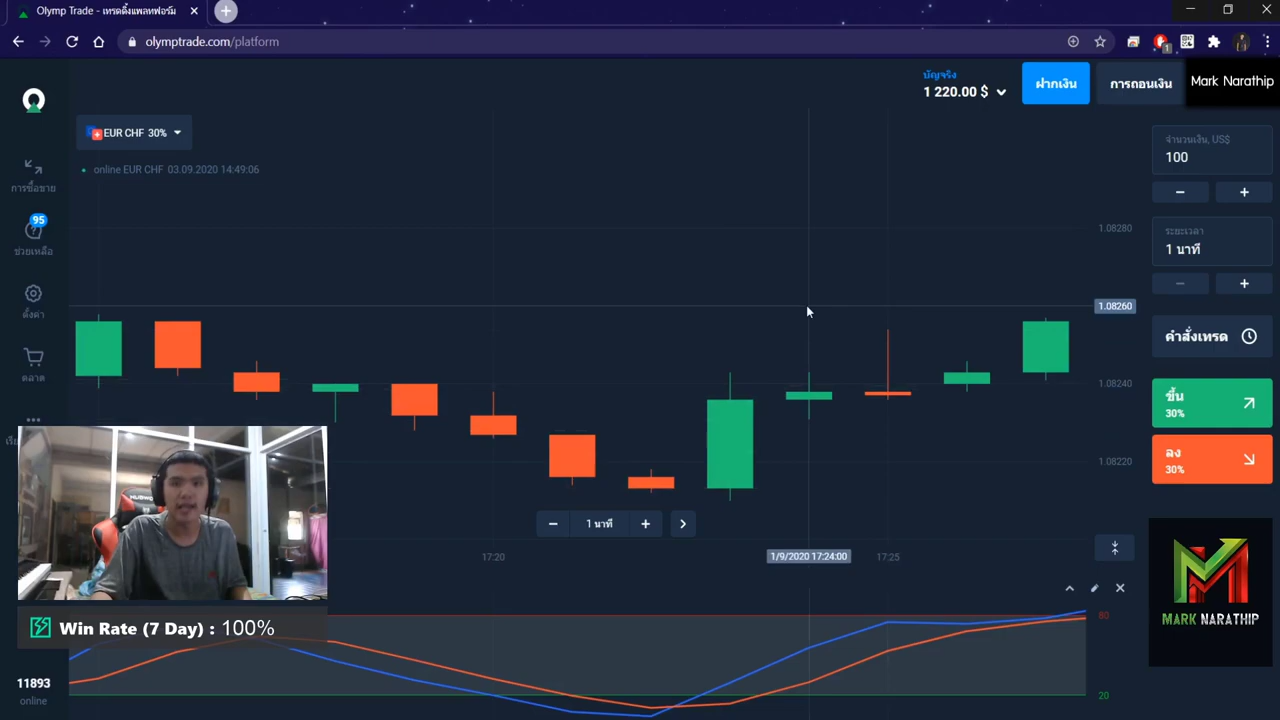 Olymp Trade - เทรดดิ้งแพลทฟอร์ม
olymptrade.com/platform
1
บัญจริง
1 220.00 $
ฝากเงิน
การถอนเงิน
Mark Narathip
EUR CHF 30%
online EUR CHF 03.09.2020 14:49:06
จำนวนเงิน, US$
100
การซื้อขาย
95
ช่วยเหลือ
ระยะเวลา
1 นาที
1.08280
ตั้งค่า
1.08260
คำสั่งเทรด
ตลาด
1.08240
ขึ้น
30%
ลง
30%
1.08220
1 นาที
17:20
1/9/2020 17:24:00
17:25
MARK NARATHIP
80
Win Rate (7 Day) : 100%
11893
online
20